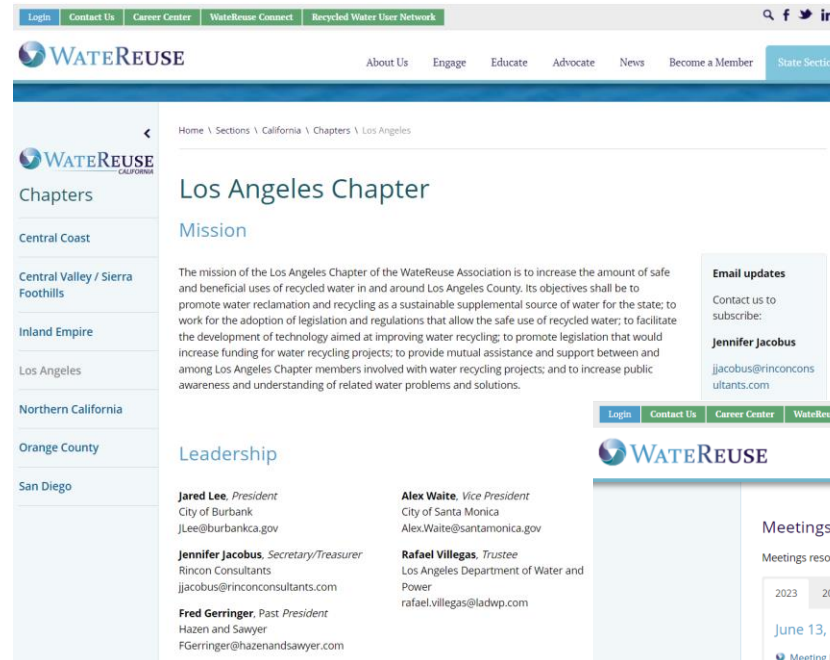 Login Contact Us Career Center WateReuse Connect Recycled Water User Network
WATEREUSE
About Us Engage Educate Advocate News Become a Member State Sectio
Home \ Sections \ California \ Chapters \ Los Angeles
WATEREUSE
CALIFORNIA
Chapters
Central Coast
Central Valley / Sierra
Foothills
Inland Empire
Los Angeles
Northern California
Orange County
San Diego
Los Angeles Chapter
Mission
The mission of the Los Angeles Chapter of the WateReuse Association is to increase the amount of safe
and beneficial uses of recycled water in and around Los Angeles County. Its objectives shall be to
promote water reclamation and recycling as a sustainable supplemental source of water for the state; to
work for the adoption of legislation and regulations that allow the safe use of recycled water; to facilitate
the development of technology aimed at improving water recycling; to promote legislation that would
increase funding for water recycling projects; to provide mutual assistance and support between and
among Los Angeles Chapter members involved with water recycling projects; and to increase public
awareness and understanding of related water problems and solutions.
Email updates
Contact us to
subscribe:
Jennifer Jacobus
jjacobus@rinconcons
ultants.com
Leadership
Jared Lee, President
City of Burbank
JLee@burbankca.gov
Jennifer Jacobus, Secretary/Treasurer
Rincon Consultants
jjacobus@rinconconsultants.com
Fred Gerringer, Past President
Hazen and Sawyer
FGerringer@hazenandsawyer.com
Alex Waite, Vice President
City of Santa Monica
Alex.Waite@santamonica.gov
Rafael Villegas, Trustee
Los Angeles Department of Water and
Power
rafael.villegas@ladwp.com
Login Contact Us Career Center WateReu
WATEREUSE
Meetings
Meetings reso
2023 20
June 13,
Meeting